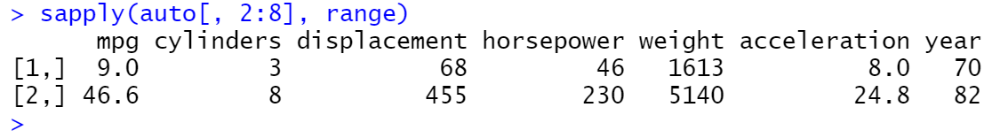 > sapply(auto[, 2:8], range)
      mpg cylinders displacement horsepower weight acceleration year
[1,]  9.0         3           68         46   1613          8.0   70
[2,] 46.6         8          455        230   5140         24.8   82
>